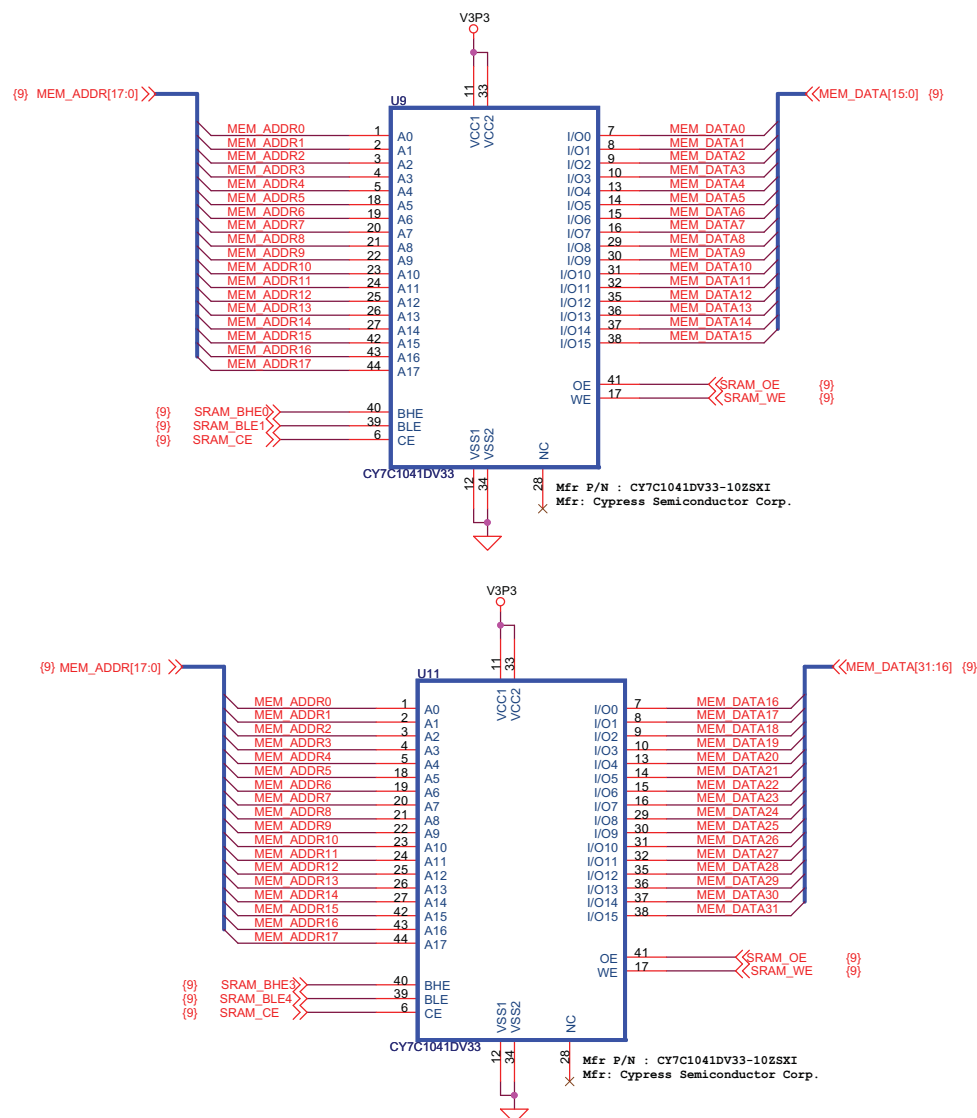 V3P3
11 33
U9
VCC1 VCC2
{9} MEM_ADDR[17:0] MEM_DATA[15:0] {9}
MEM_ADDR0 1 A0 I/O0 7 MEM_DATA0
MEM_ADDR1 2 A1 I/O1 8 MEM_DATA1
MEM_ADDR2 3 A2 I/O2 9 MEM_DATA2
MEM_ADDR3 4 A3 I/O3 10 MEM_DATA3
MEM_ADDR4 5 A4 I/O4 13 MEM_DATA4
MEM_ADDR5 18 A5 I/O5 14 MEM_DATA5
MEM_ADDR6 19 A6 I/O6 15 MEM_DATA6
MEM_ADDR7 20 A7 I/O7 16 MEM_DATA7
MEM_ADDR8 21 A8 I/O8 29 MEM_DATA8
MEM_ADDR9 22 A9 I/O9 30 MEM_DATA9
MEM_ADDR10 23 A10 I/O10 31 MEM_DATA10
MEM_ADDR11 24 A11 I/O11 32 MEM_DATA11
MEM_ADDR12 25 A12 I/O12 35 MEM_DATA12
MEM_ADDR13 26 A13 I/O13 36 MEM_DATA13
MEM_ADDR14 27 A14 I/O14 37 MEM_DATA14
MEM_ADDR15 42 A15 I/O15 38 MEM_DATA15
MEM_ADDR16 43 A16
MEM_ADDR17 44 A17
OE 41 SRAM_OE {9}
WE 17 SRAM_WE {9}
{9} SRAM_BHE0 40 BHE
{9} SRAM_BLE1 39 BLE
{9} SRAM_CE 6 CE
VSS1 VSS2 NC
CY7C1041DV33
12 34 28
Mfr P/N : CY7C1041DV33-10ZSXI
Mfr: Cypress Semiconductor Corp.
V3P3
11 33
U11
VCC1 VCC2
{9} MEM_ADDR[17:0] MEM_DATA[31:16] {9}
MEM_ADDR0 1 A0 I/O0 7 MEM_DATA16
MEM_ADDR1 2 A1 I/O1 8 MEM_DATA17
MEM_ADDR2 3 A2 I/O2 9 MEM_DATA18
MEM_ADDR3 4 A3 I/O3 10 MEM_DATA19
MEM_ADDR4 5 A4 I/O4 13 MEM_DATA20
MEM_ADDR5 18 A5 I/O5 14 MEM_DATA21
MEM_ADDR6 19 A6 I/O6 15 MEM_DATA22
MEM_ADDR7 20 A7 I/O7 16 MEM_DATA23
MEM_ADDR8 21 A8 I/O8 29 MEM_DATA24
MEM_ADDR9 22 A9 I/O9 30 MEM_DATA25
MEM_ADDR10 23 A10 I/O10 31 MEM_DATA26
MEM_ADDR11 24 A11 I/O11 32 MEM_DATA27
MEM_ADDR12 25 A12 I/O12 35 MEM_DATA28
MEM_ADDR13 26 A13 I/O13 36 MEM_DATA29
MEM_ADDR14 27 A14 I/O14 37 MEM_DATA30
MEM_ADDR15 42 A15 I/O15 38 MEM_DATA31
MEM_ADDR16 43 A16
MEM_ADDR17 44 A17
OE 41 SRAM_OE {9}
WE 17 SRAM_WE {9}
{9} SRAM_BHE3 40 BHE
{9} SRAM_BLE4 39 BLE
{9} SRAM_CE 6 CE
VSS1 VSS2 NC
CY7C1041DV33
12 34 28
Mfr P/N : CY7C1041DV33-10ZSXI
Mfr: Cypress Semiconductor Corp.